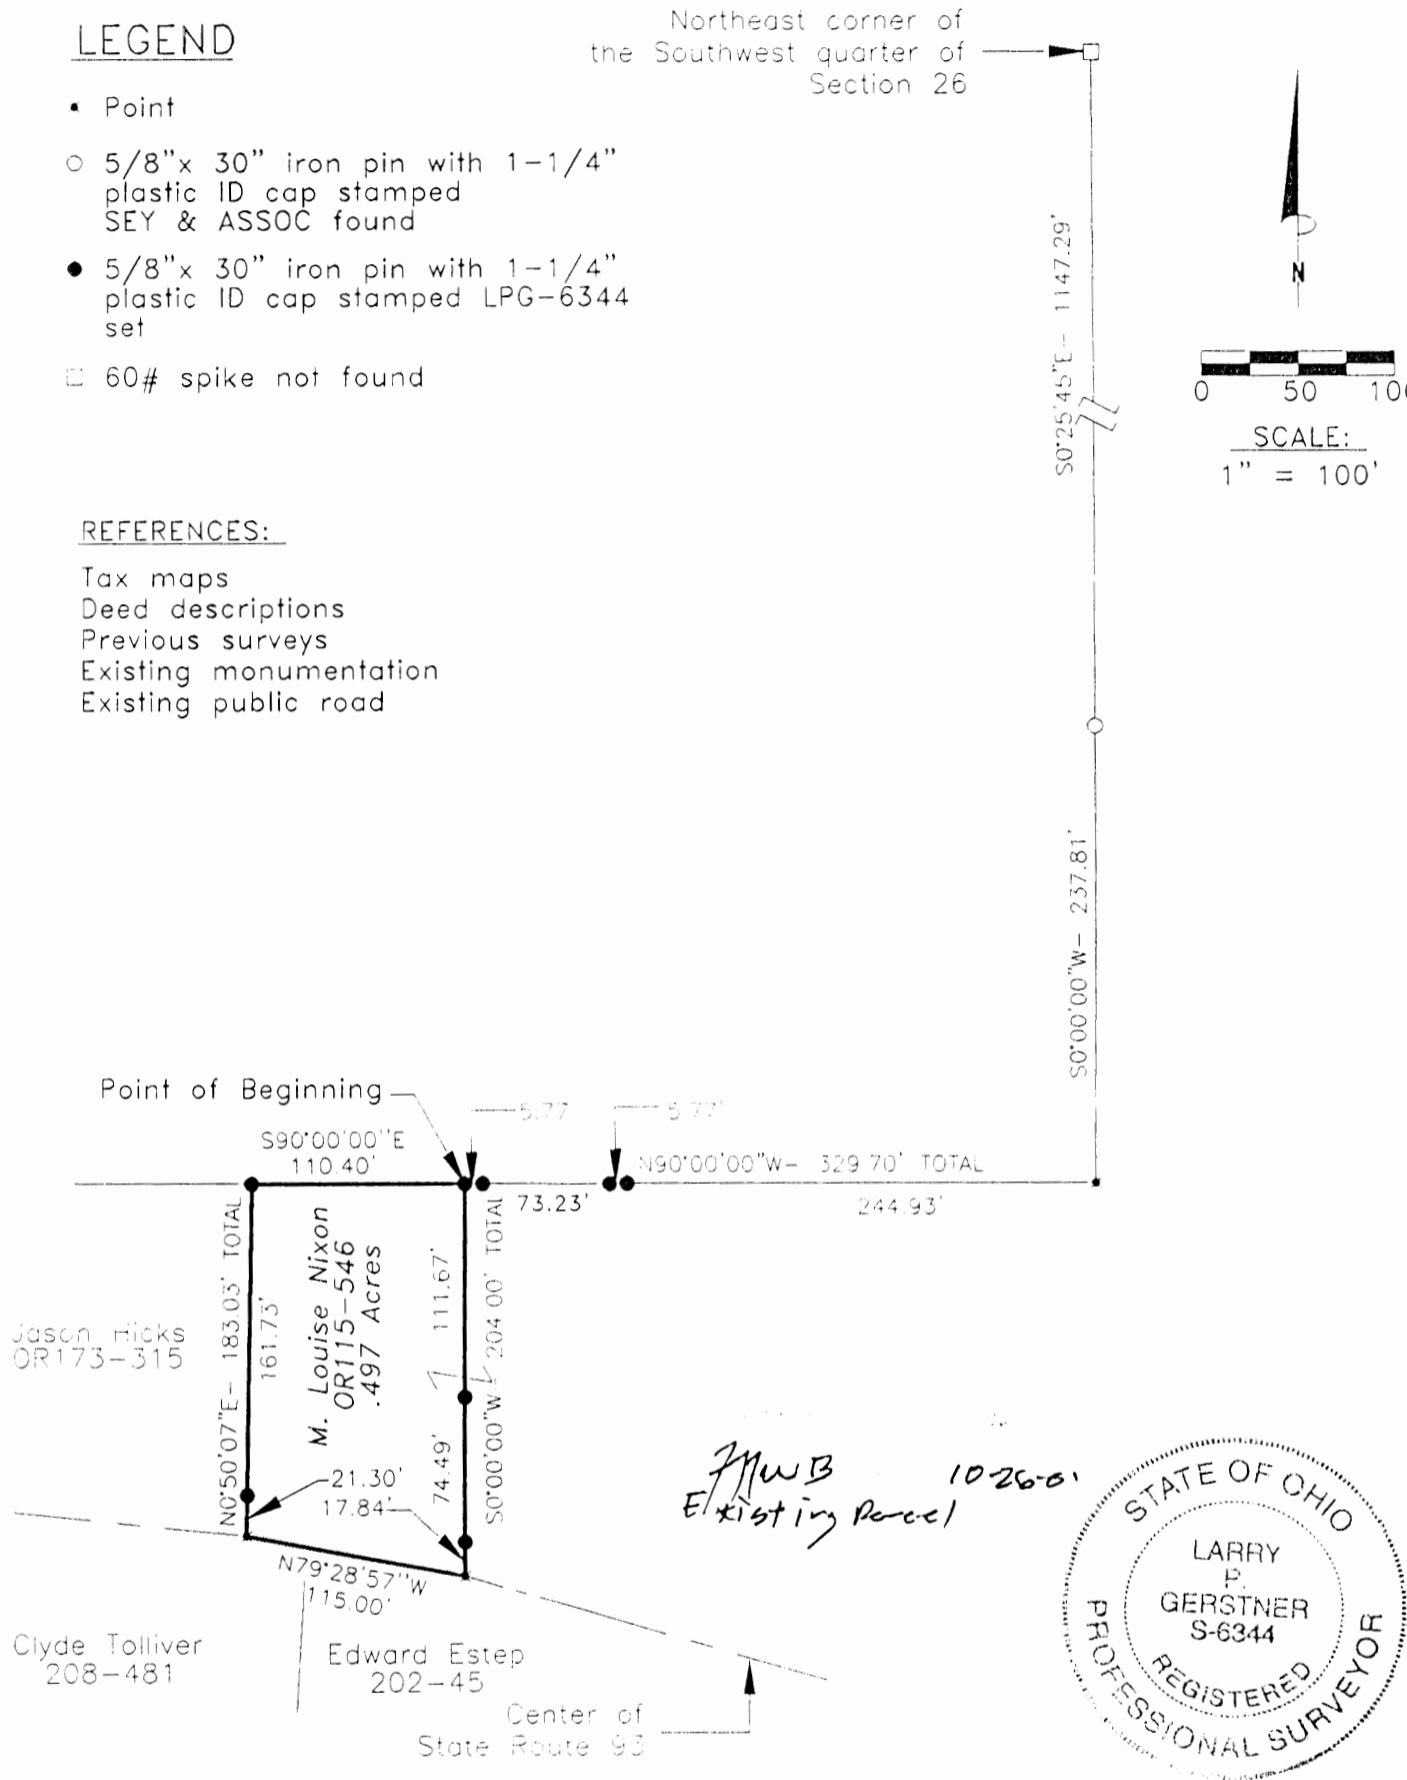 LEGEND
Point
5/8"x 30" iron pin with 1-1/4"
plastic ID cap stamped
SEY & ASSOC found
5/8"x 30" iron pin with 1-1/4"
plastic ID cap stamped LPG-6344
set
60# spike not found
REFERENCES:
Tax maps
Deed descriptions
Previous surveys
Existing monumentation
Existing public road
Northeast corner of
the Southwest quarter of
Section 26
N
0 50
SCALE:
1" = 100'
S0°25'45"E- 1147.29'
S0°00'00"W- 237.81'
Point of Beginning
5.77
5.77'
S90°00'00"E
110.40'
N90°00'00"W- 329.70' TOTAL
73.23'
244.93'
N0°50'07"E- 183.03' TOTAL
161.73'
M. Louise Nixon
OR115-546
.497 Acres
111.67'
74.49'
S0°00'00"W- 204.00' TOTAL
Jason Hicks
OR173-315
21.30'
17.84'
N79°28'57"W
115.00'
Clyde Tolliver
208-481
Edward Estep
202-45
Center of
State Route 93
Existing Parcel
STATE OF OHIO
LARRY
P.
GERSTNER
S-6344
REGISTERED
PROFESSIONAL SURVEYOR